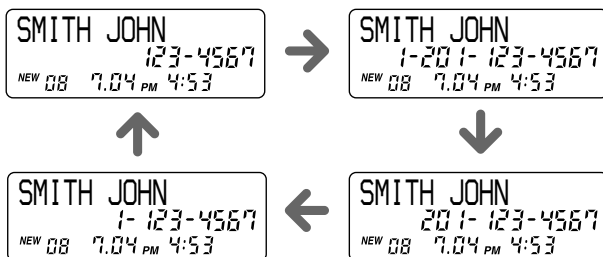 SMITH JOHN
123-4567
NEW 08 7.04 PM 4:53
SMITH JOHN
1-201-123-4567
NEW 08 7.04 PM 4:53
SMITH JOHN
1-123-4567
NEW 08 7.04 PM 4:53
SMITH JOHN
201-123-4567
NEW 08 7.04 PM 4:53